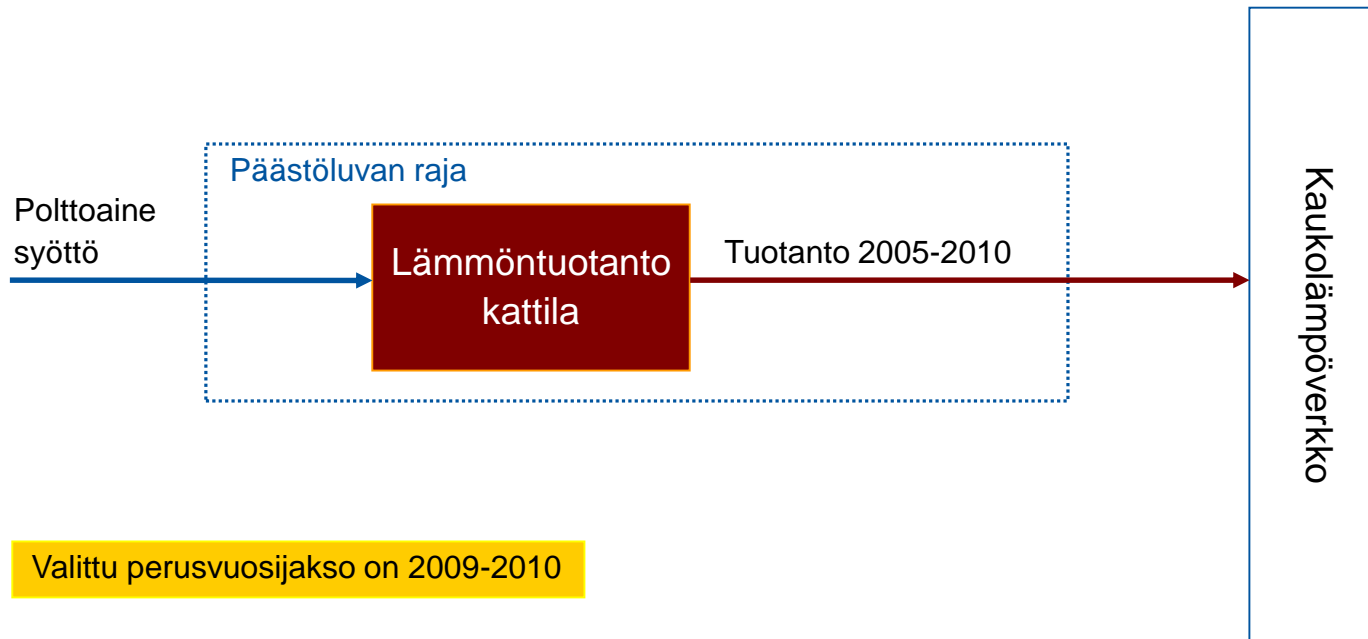 Päästöluvan raja
Polttoaine
syöttö
Lämmöntuotanto
kattila
Tuotanto 2005-2010
Kaukolämpöverkko
Valittu perusvuosijakso on 2009-2010